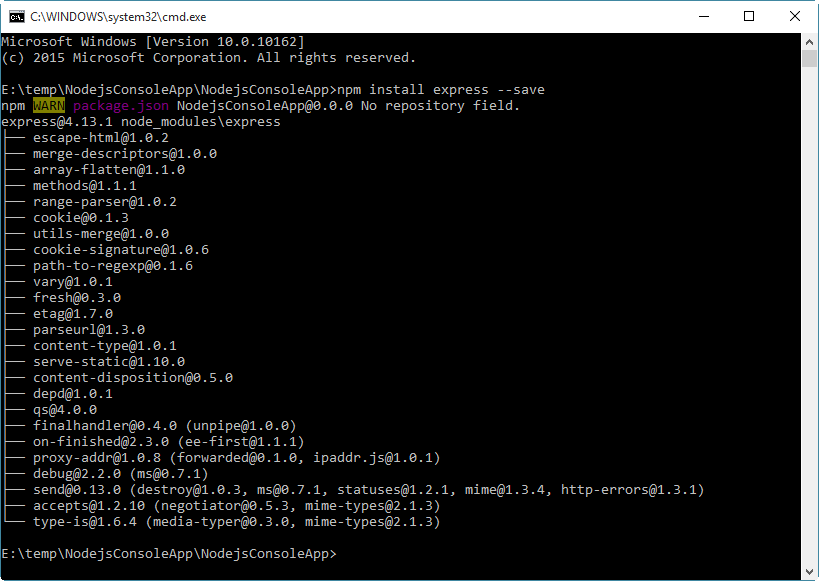 C:\WINDOWS\system32\cmd.exe
Microsoft Windows [Version 10.0.10162]
(c) 2015 Microsoft Corporation. All rights reserved.
E:\temp\NodejsConsoleApp\NodejsConsoleApp>npm install express --save
npm WARN package.json NodejsConsoleApp@0.0.0 No repository field.
express@4.13.1 node_modules\express
├── escape-html@1.0.2
├── merge-descriptors@1.0.0
├── array-flatten@1.1.0
├── methods@1.1.1
├── range-parser@1.0.2
├── cookie@0.1.3
├── utils-merge@1.0.0
├── cookie-signature@1.0.6
├── path-to-regexp@0.1.6
├── vary@1.0.1
├── fresh@0.3.0
├── etag@1.7.0
├── parseurl@1.3.0
├── content-type@1.0.1
├── serve-static@1.10.0
├── content-disposition@0.5.0
├── depd@1.0.1
├── qs@4.0.0
├── finalhandler@0.4.0 (unpipe@1.0.0)
├── on-finished@2.3.0 (ee-first@1.1.1)
├── proxy-addr@1.0.8 (forwarded@0.1.0, ipaddr.js@1.0.1)
├── debug@2.2.0 (ms@0.7.1)
├── send@0.13.0 (destroy@1.0.3, ms@0.7.1, statuses@1.2.1, mime@1.3.4, http-errors@1.3.1)
├── accepts@1.2.10 (negotiator@0.5.3, mime-types@2.1.3)
└── type-is@1.6.4 (media-typer@0.3.0, mime-types@2.1.3)
E:\temp\NodejsConsoleApp\NodejsConsoleApp>